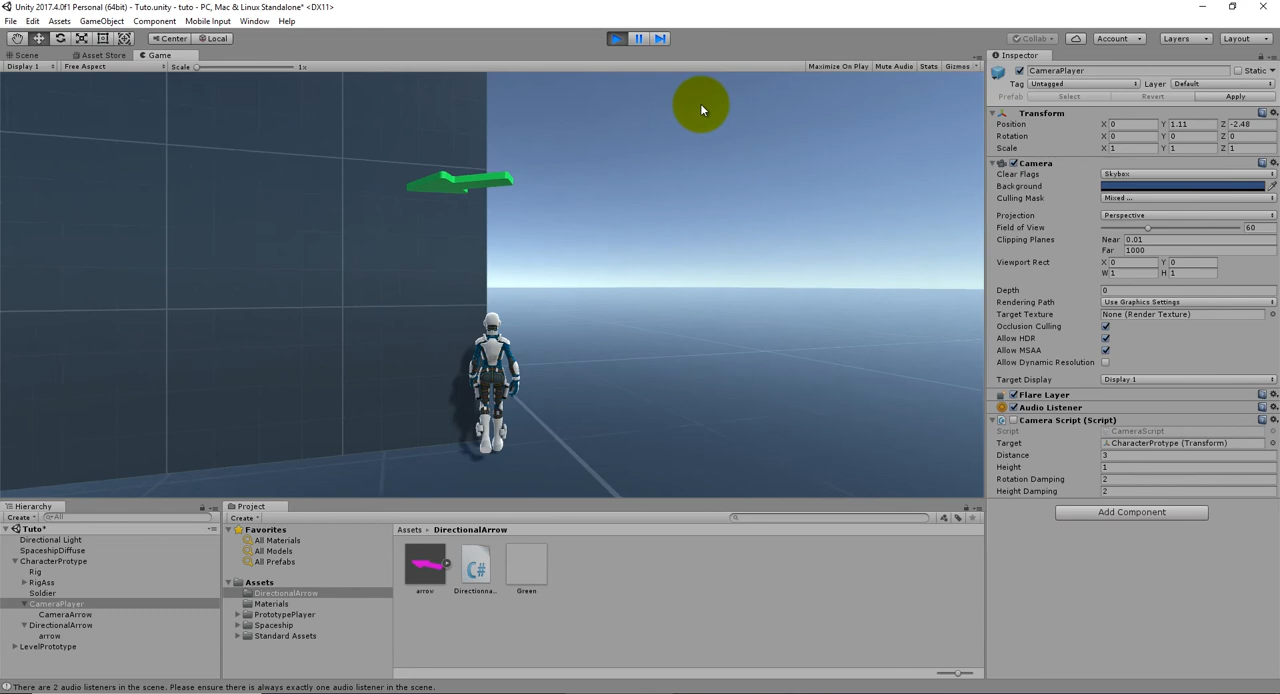 Unity 2017.4.0f1 Personal (64bit) - Tuto.unity - tuto - PC, Mac & Linux Standalone* <DX11>
File Edit Assets GameObject Component Mobile Input Window Help
Center Local Collab Account Layers Layout
Scene Asset Store Game
Display 1 Free Aspect Scale 1x Maximize On Play Mute Audio Stats Gizmos
Inspector
CameraPlayer Static
Tag Untagged Layer Default
Prefab Select Revert Apply
Transform
Position X 0 Y 1.11 Z -2.48
Rotation X 0 Y 0 Z 0
Scale X 1 Y 1 Z 1
Camera
Clear Flags Skybox
Background
Culling Mask Mixed ...
Projection Perspective
Field of View 60
Clipping Planes Near 0.01
Far 1000
Viewport Rect X 0 Y 0
W 1 H 1
Depth 0
Rendering Path Use Graphics Settings
Target Texture None (Render Texture)
Occlusion Culling
Allow HDR
Allow MSAA
Allow Dynamic Resolution
Target Display Display 1
Flare Layer
Audio Listener
Camera Script (Script)
Script CameraScript
Target CharacterProtype (Transform)
Distance 3
Height 1
Rotation Damping 2
Height Damping 2
Add Component
Hierarchy
Create All
Tuto*
Directional Light
SpaceshipDiffuse
CharacterProtype
Rig
RigAss
Soldier
CameraPlayer
CameraArrow
DirectionalArrow
arrow
LevelPrototype
Project
Create
Favorites
All Materials
All Models
All Prefabs
Assets
DirectionalArrow
Materials
PrototypePlayer
Spaceship
Standard Assets
Assets DirectionalArrow
C#
arrow Directionna... Green
There are 2 audio listeners in the scene. Please ensure there is always exactly one audio listener in the scene.